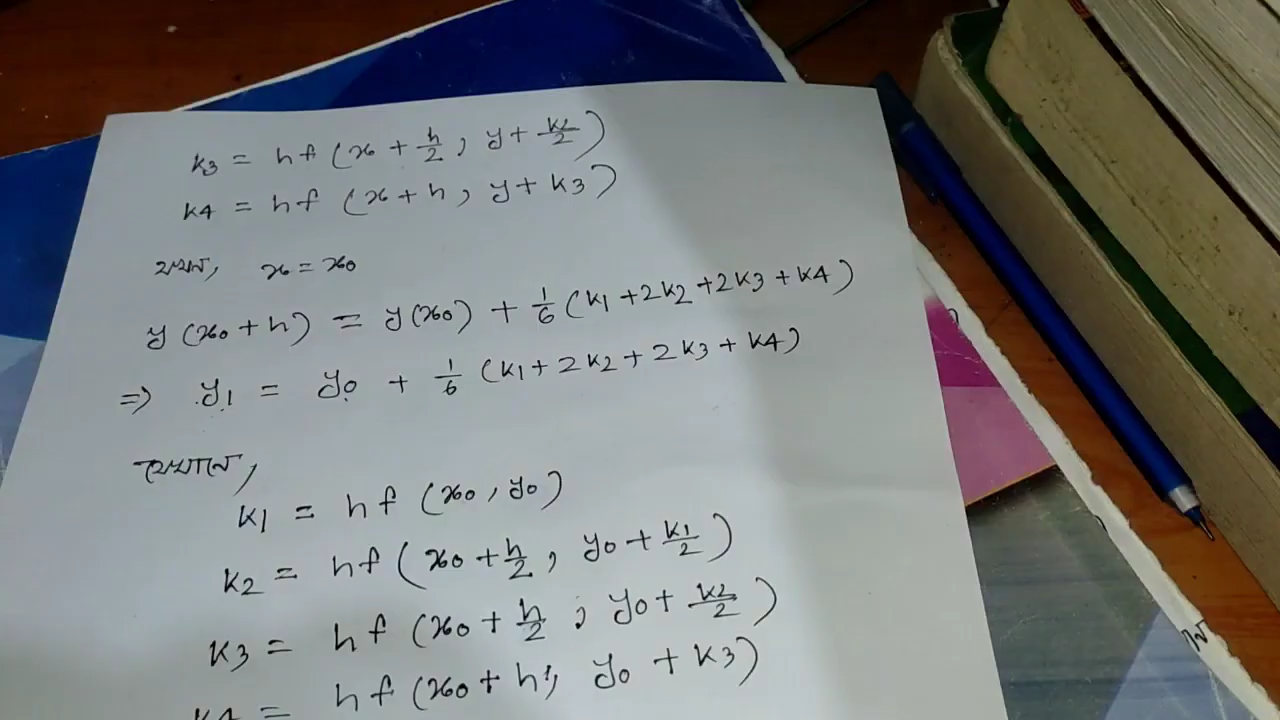 k3 = hf (x + h/2, y + k2/2)
k4 = hf (x + h, y + k3)
যখন, x = x0
y (x0 + h) = y(x0) + 1/6 (k1 + 2k2 + 2k3 + k4)
⇒ y1 = y0 + 1/6 (k1 + 2k2 + 2k3 + k4)
যেখানে,
k1 = hf (x0, y0)
k2 = hf (x0 + h/2, y0 + k1/2)
k3 = hf (x0 + h/2, y0 + k2/2)
k4 = hf (x0 + h, y0 + k3)